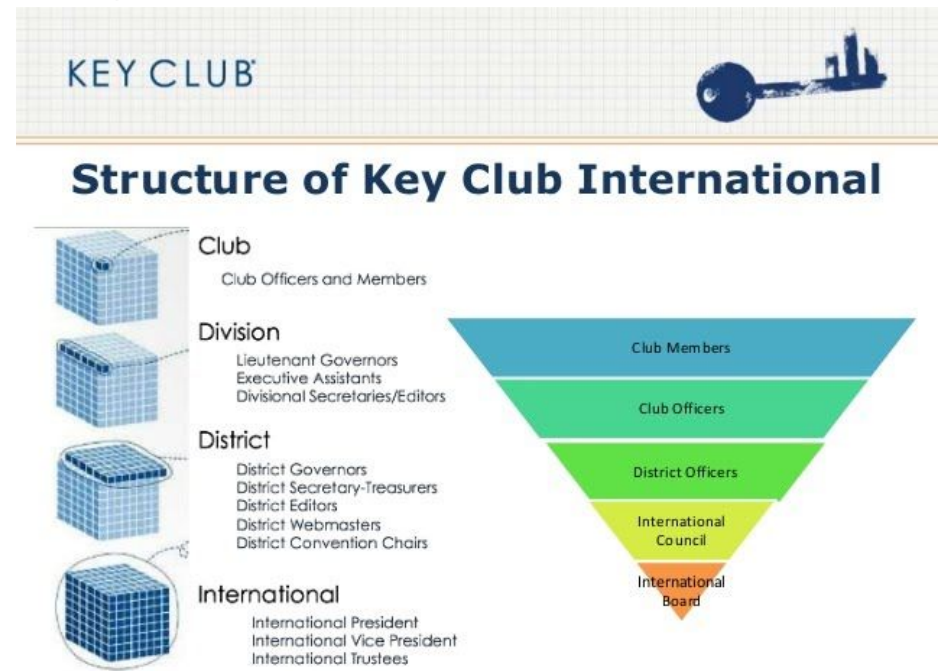 KEY CLUB
Structure of Key Club International
Club
Club Officers and Members
Division
Lieutenant Governors
Executive Assistants
Divisional Secretaries/Editors
District
District Governors
District Secretary-Treasurers
District Editors
District Webmasters
District Convention Chairs
International
International President
International Vice President
International Trustees
Club Members
Club Officers
District Officers
International
Council
International
Board